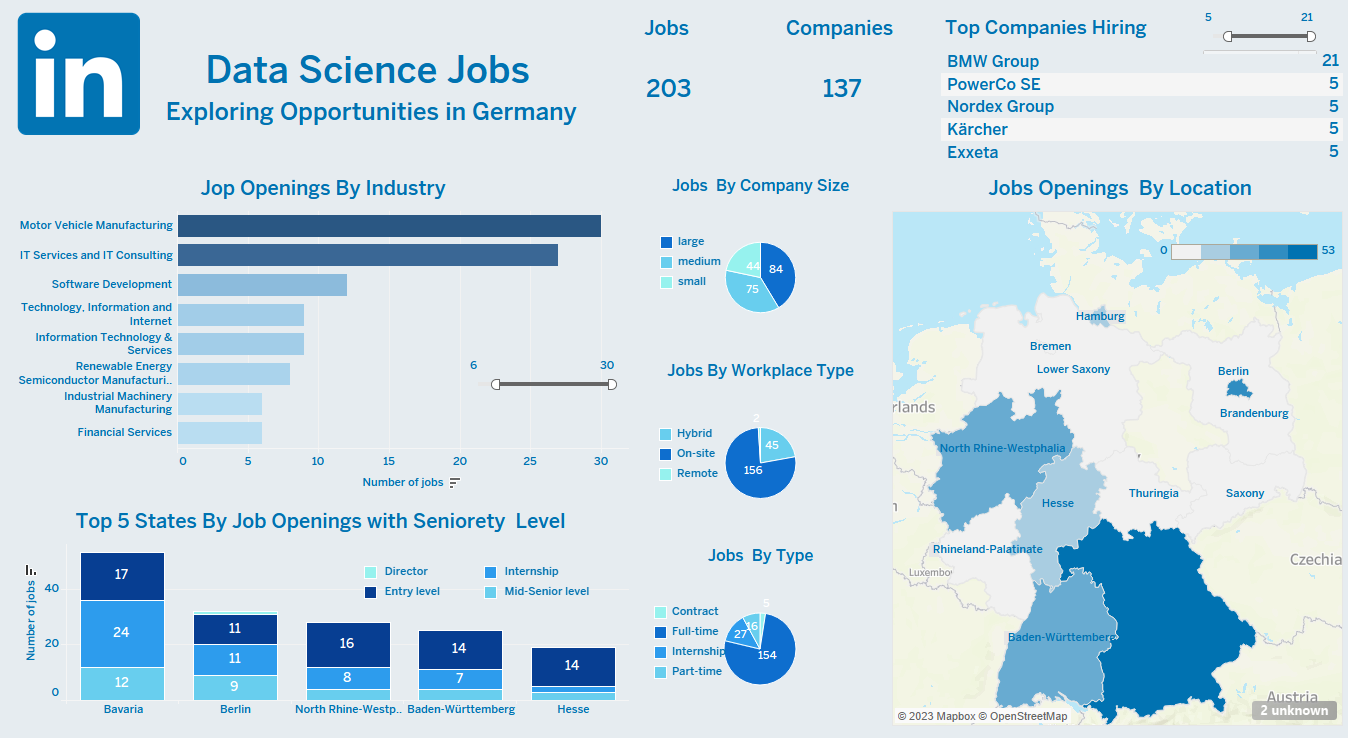 in
Data Science Jobs
Exploring Opportunities in Germany
Jobs
203
Companies
137
Top Companies Hiring
5
21
BMW Group 21
PowerCo SE 5
Nordex Group 5
Kärcher 5
Exxeta 5
Jop Openings By Industry
Motor Vehicle Manufacturing
IT Services and IT Consulting
Software Development
Technology, Information and
Internet
Information Technology &
Services
Renewable Energy
Semiconductor Manufacturi..
Industrial Machinery
Manufacturing
Financial Services
6
30
0 5 10 15 20 25 30
Number of jobs
Jobs By Company Size
large
medium
small
44
84
75
Jobs By Workplace Type
Hybrid
On-site
Remote
2
45
156
Jobs By Type
Contract
Full-time
Internship
Part-time
5
16
27
154
Top 5 States By Job Openings with Seniorety Level
Director
Internship
Entry level
Mid-Senior level
Number of jobs
40
20
0
17
24
12
11
11
9
16
8
14
7
14
Bavaria
Berlin
North Rhine-Westp..
Baden-Württemberg
Hesse
Jobs Openings By Location
0
53
Hamburg
Bremen
Lower Saxony
Berlin
Brandenburg
rlands
North Rhine-Westphalia
Hesse
Thuringia
Saxony
Rhineland-Palatinate
Luxembo
Czechia
Baden-Württemberg
Austria
2 unknown
© 2023 Mapbox © OpenStreetMap